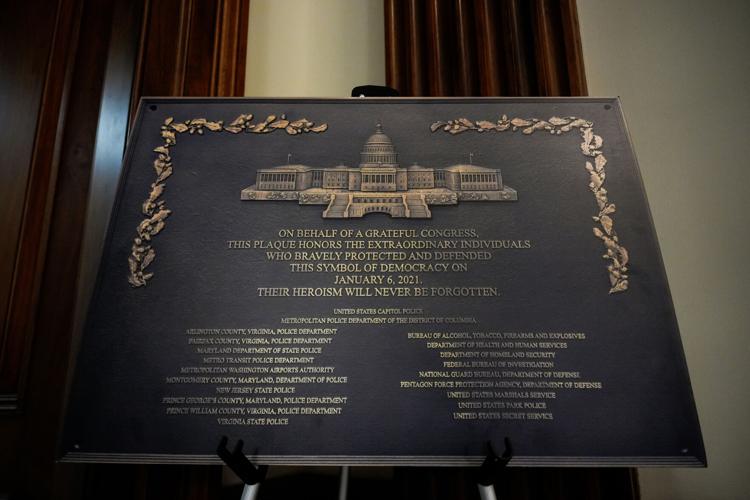 ON BEHALF OF A GRATEFUL CONGRESS,
THIS PLAQUE HONORS THE EXTRAORDINARY INDIVIDUALS
WHO BRAVELY PROTECTED AND DEFENDED
THIS SYMBOL OF DEMOCRACY ON
JANUARY 6, 2021.
THEIR HEROISM WILL NEVER BE FORGOTTEN.
UNITED STATES CAPITOL POLICE
METROPOLITAN POLICE DEPARTMENT OF THE DISTRICT OF COLUMBIA
ARLINGTON COUNTY, VIRGINIA, POLICE DEPARTMENT
FAIRFAX COUNTY, VIRGINIA, POLICE DEPARTMENT
MARYLAND DEPARTMENT OF STATE POLICE
METRO TRANSIT POLICE DEPARTMENT
METROPOLITAN WASHINGTON AIRPORTS AUTHORITY
MONTGOMERY COUNTY, MARYLAND, DEPARTMENT OF POLICE
NEW JERSEY STATE POLICE
PRINCE GEORGE'S COUNTY, MARYLAND, POLICE DEPARTMENT
PRINCE WILLIAM COUNTY, VIRGINIA, POLICE DEPARTMENT
VIRGINIA STATE POLICE
BUREAU OF ALCOHOL, TOBACCO, FIREARMS AND EXPLOSIVES
DEPARTMENT OF HEALTH AND HUMAN SERVICES
DEPARTMENT OF HOMELAND SECURITY
FEDERAL BUREAU OF INVESTIGATION
NATIONAL GUARD BUREAU, DEPARTMENT OF DEFENSE
PENTAGON FORCE PROTECTION AGENCY, DEPARTMENT OF DEFENSE
UNITED STATES MARSHALS SERVICE
UNITED STATES PARK POLICE
UNITED STATES SECRET SERVICE